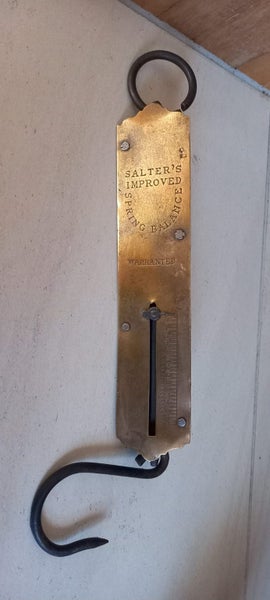 SALTER'S
IMPROVED
SPRING BALANCE
WARRANTED